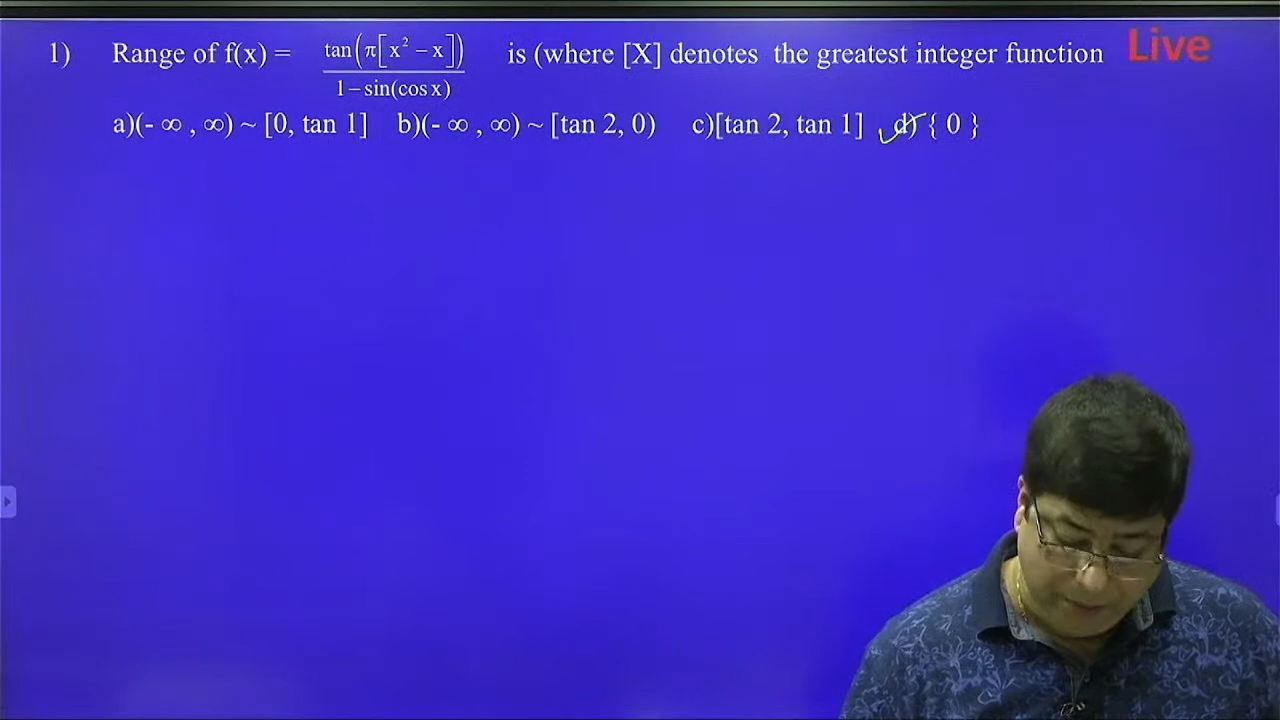 1) Range of f(x) = tan(π[x² – x]) / 1 – sin(cos x) is (where [X] denotes the greatest integer function Live
a)(- ∞ , ∞) ~ [0, tan 1] b)(- ∞ , ∞) ~ [tan 2, 0) c)[tan 2, tan 1] d) { 0 }